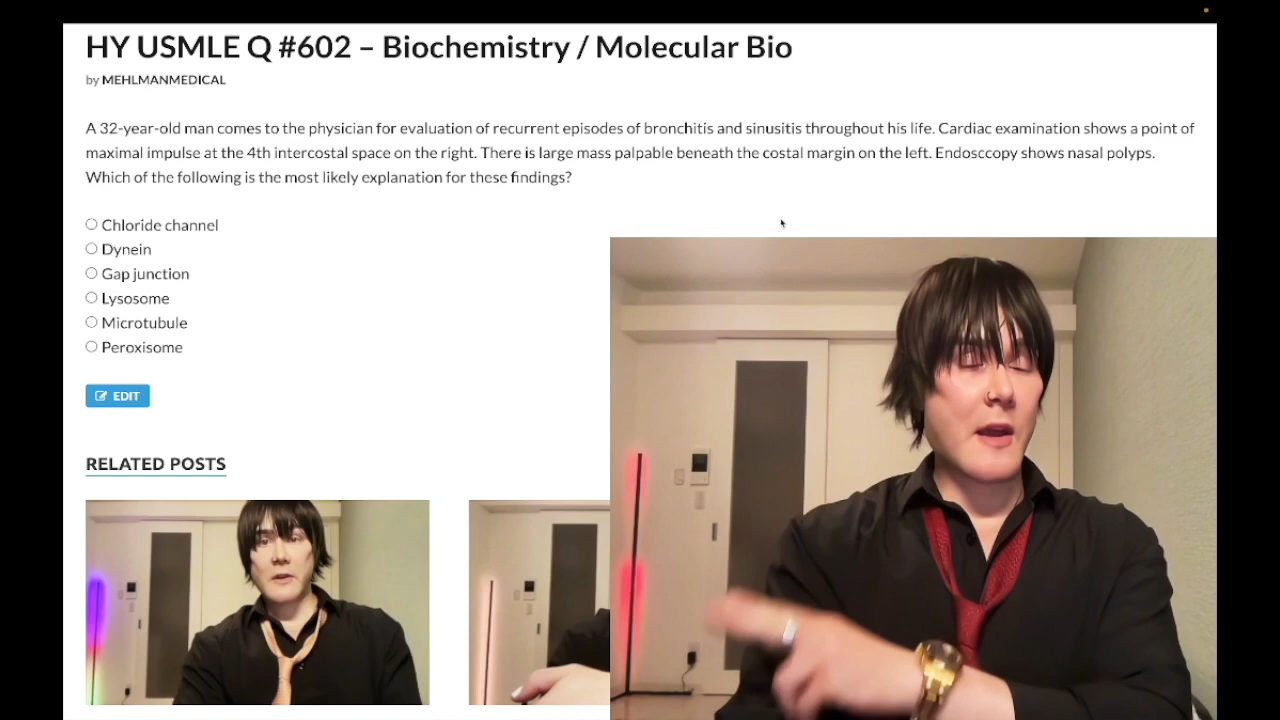 HY USMLE Q #602 – Biochemistry / Molecular Bio
by MEHLMANMEDICAL
A 32-year-old man comes to the physician for evaluation of recurrent episodes of bronchitis and sinusitis throughout his life. Cardiac examination shows a point of
maximal impulse at the 4th intercostal space on the right. There is large mass palpable beneath the costal margin on the left. Endosccopy shows nasal polyps.
Which of the following is the most likely explanation for these findings?
Chloride channel
Dynein
Gap junction
Lysosome
Microtubule
Peroxisome
EDIT
RELATED POSTS